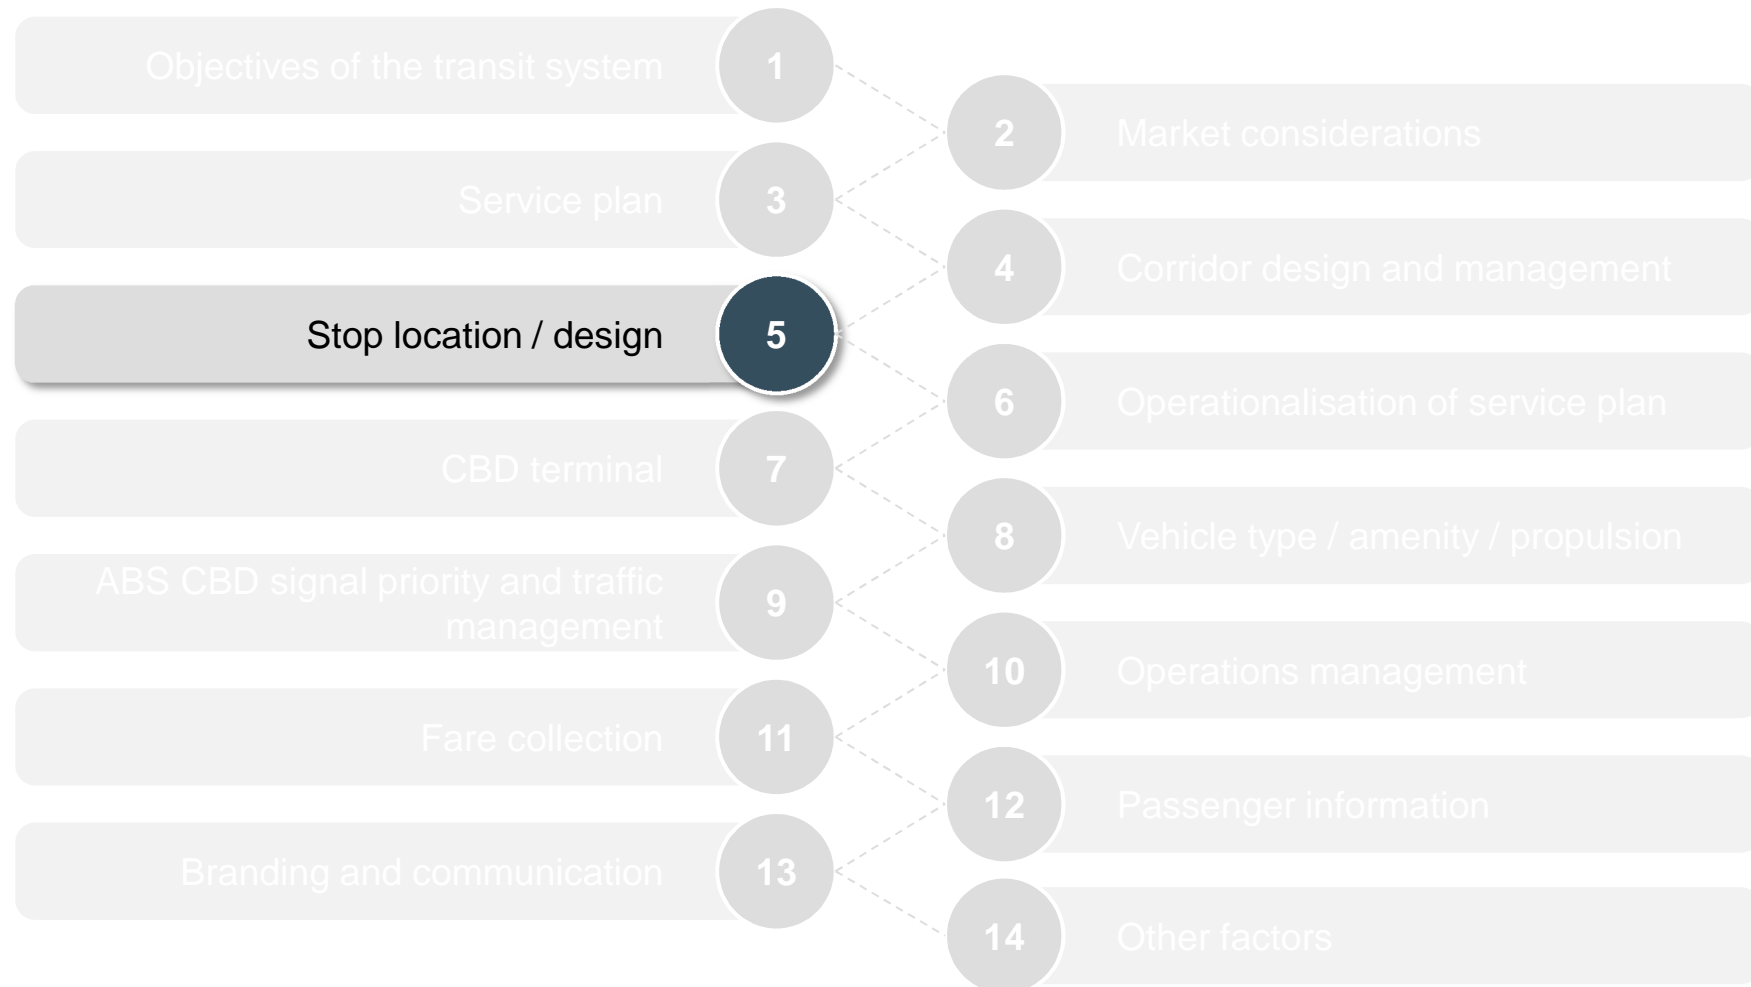 Objectives of the transit system 1
2 Market considerations
Service plan 3
4 Corridor design and management
Stop location / design 5
6 Operationalisation of service plan
CBD terminal 7
8 Vehicle type / amenity / propulsion
ABS CBD signal priority and traffic
management 9
10 Operations management
Fare collection 11
12 Passenger information
Branding and communication 13
14 Other factors